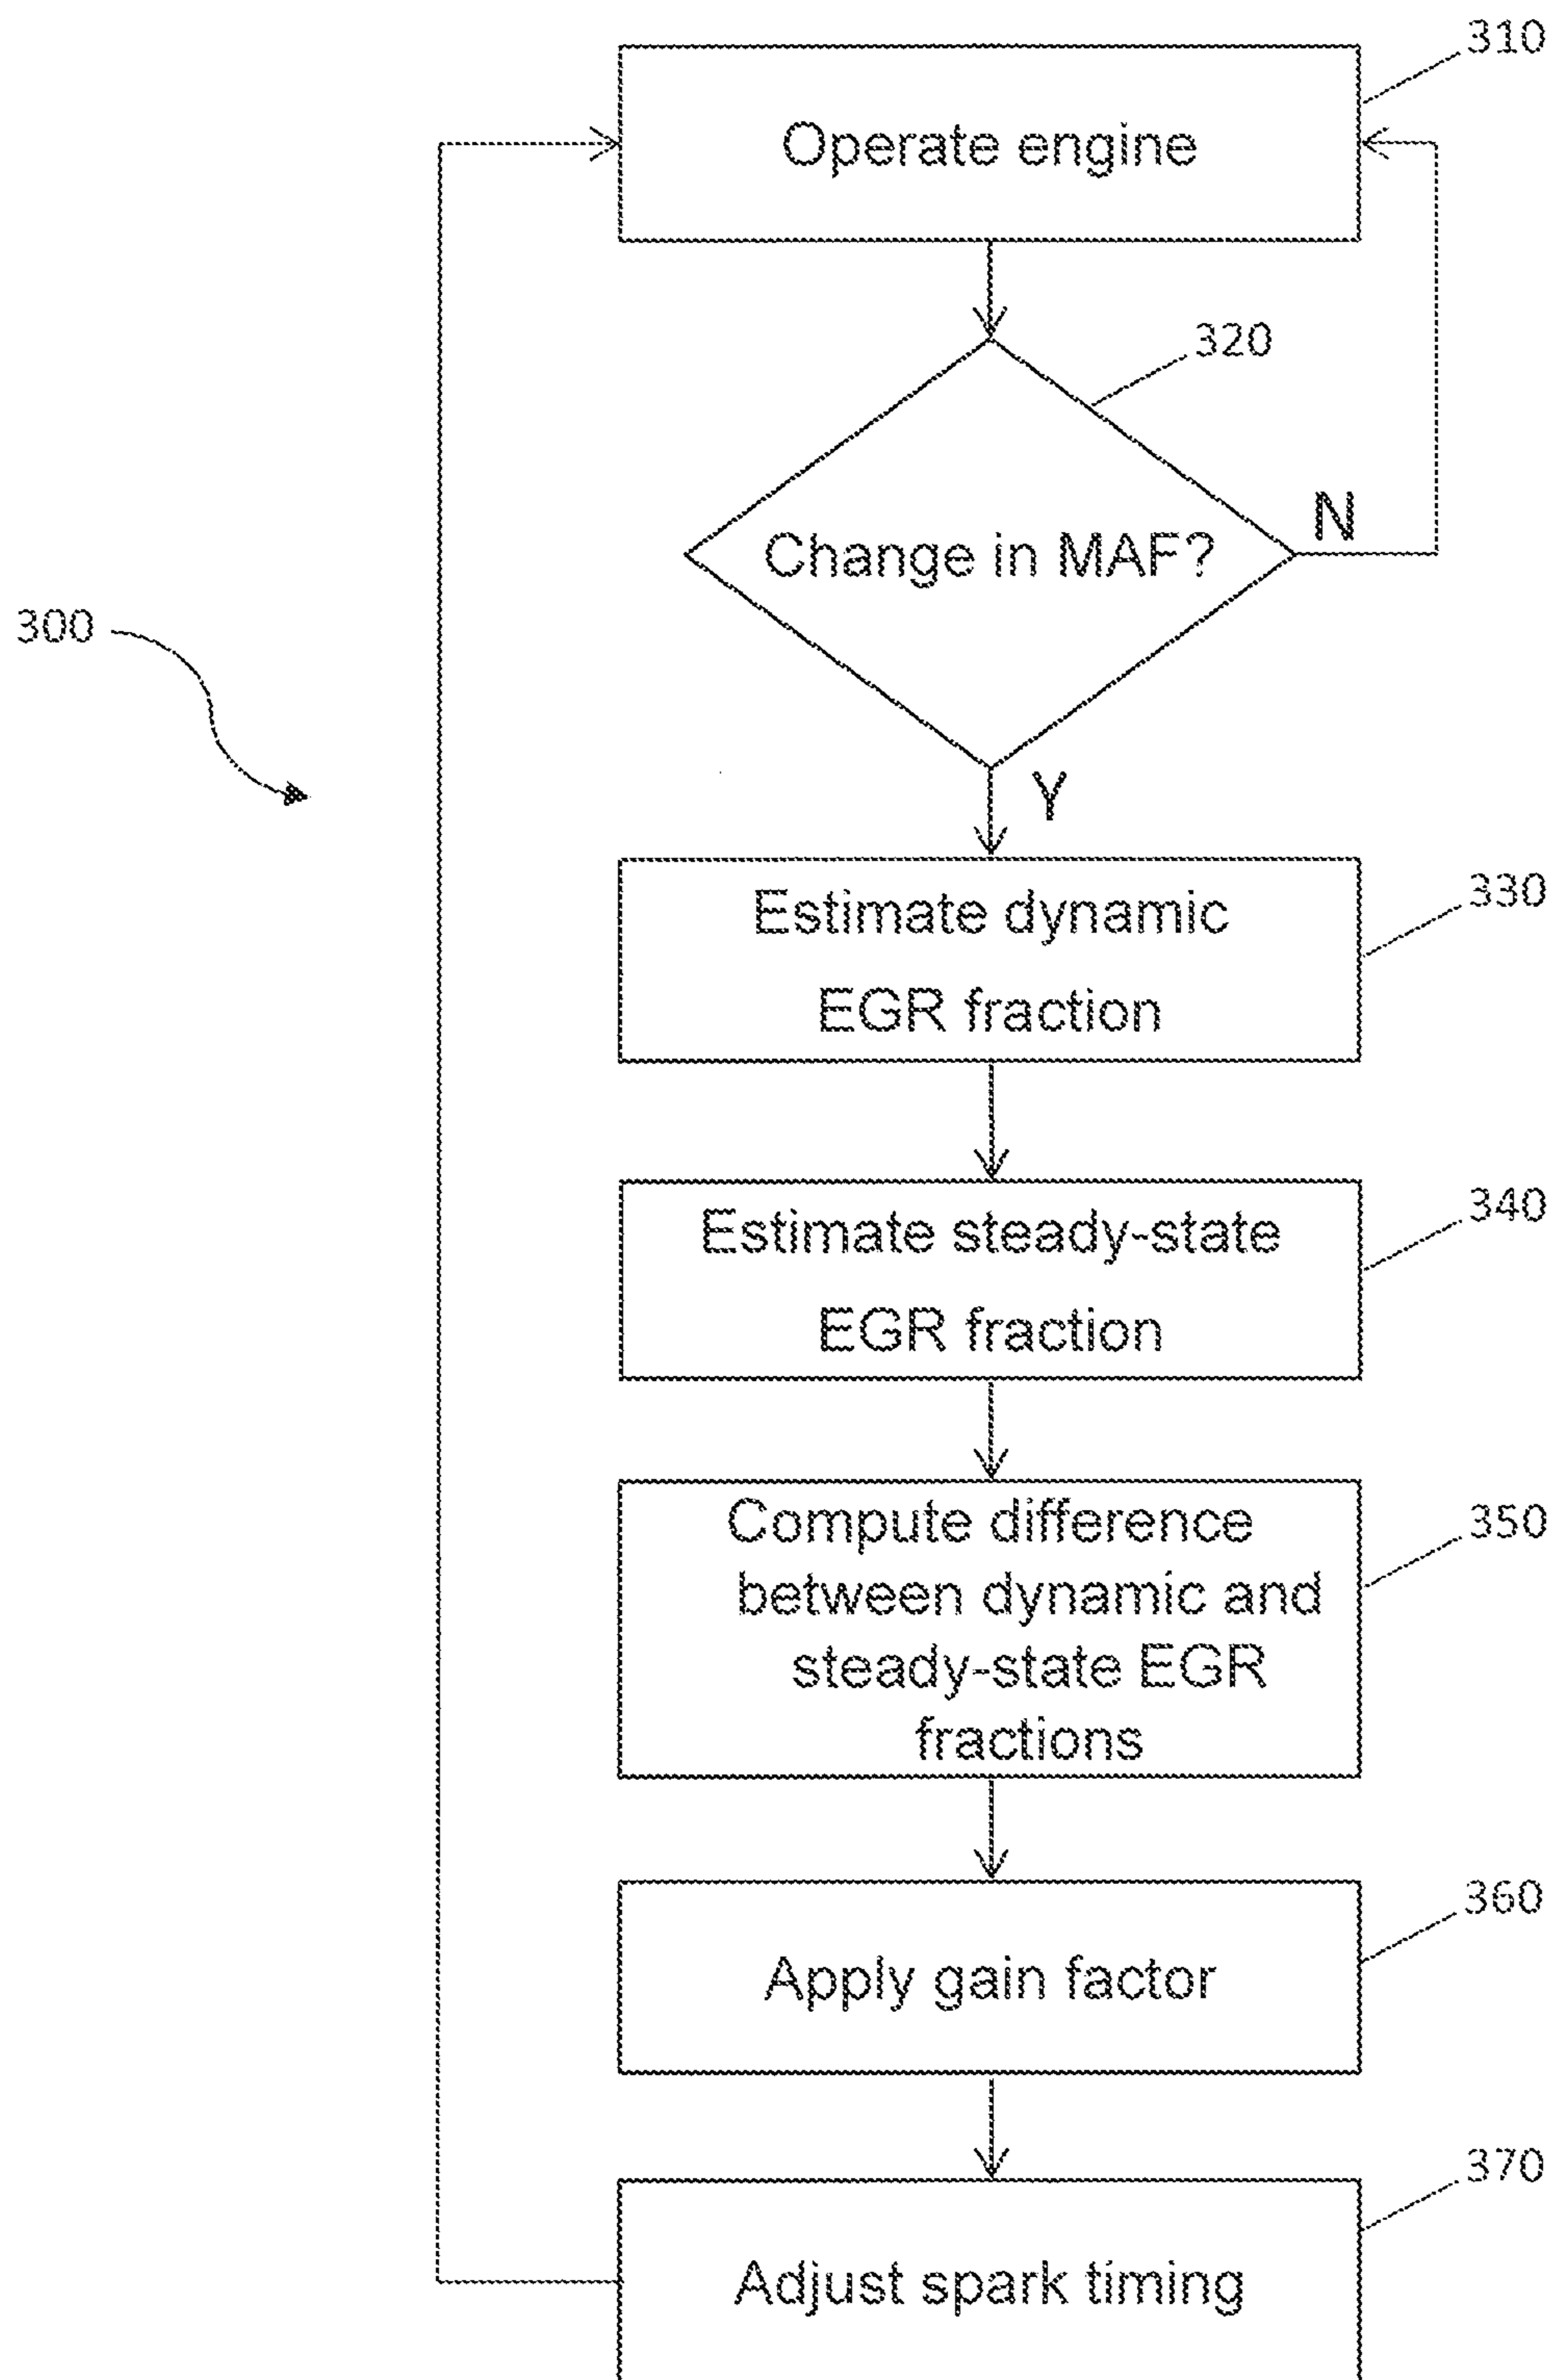 310
Operate engine
320
Change in MAF?
N
300
Y
Estimate dynamic
EGR fraction
330
Estimate steady-state
EGR fraction
340
Compute difference
between dynamic and
steady-state EGR
fractions
350
Apply gain factor
360
Adjust spark timing
370